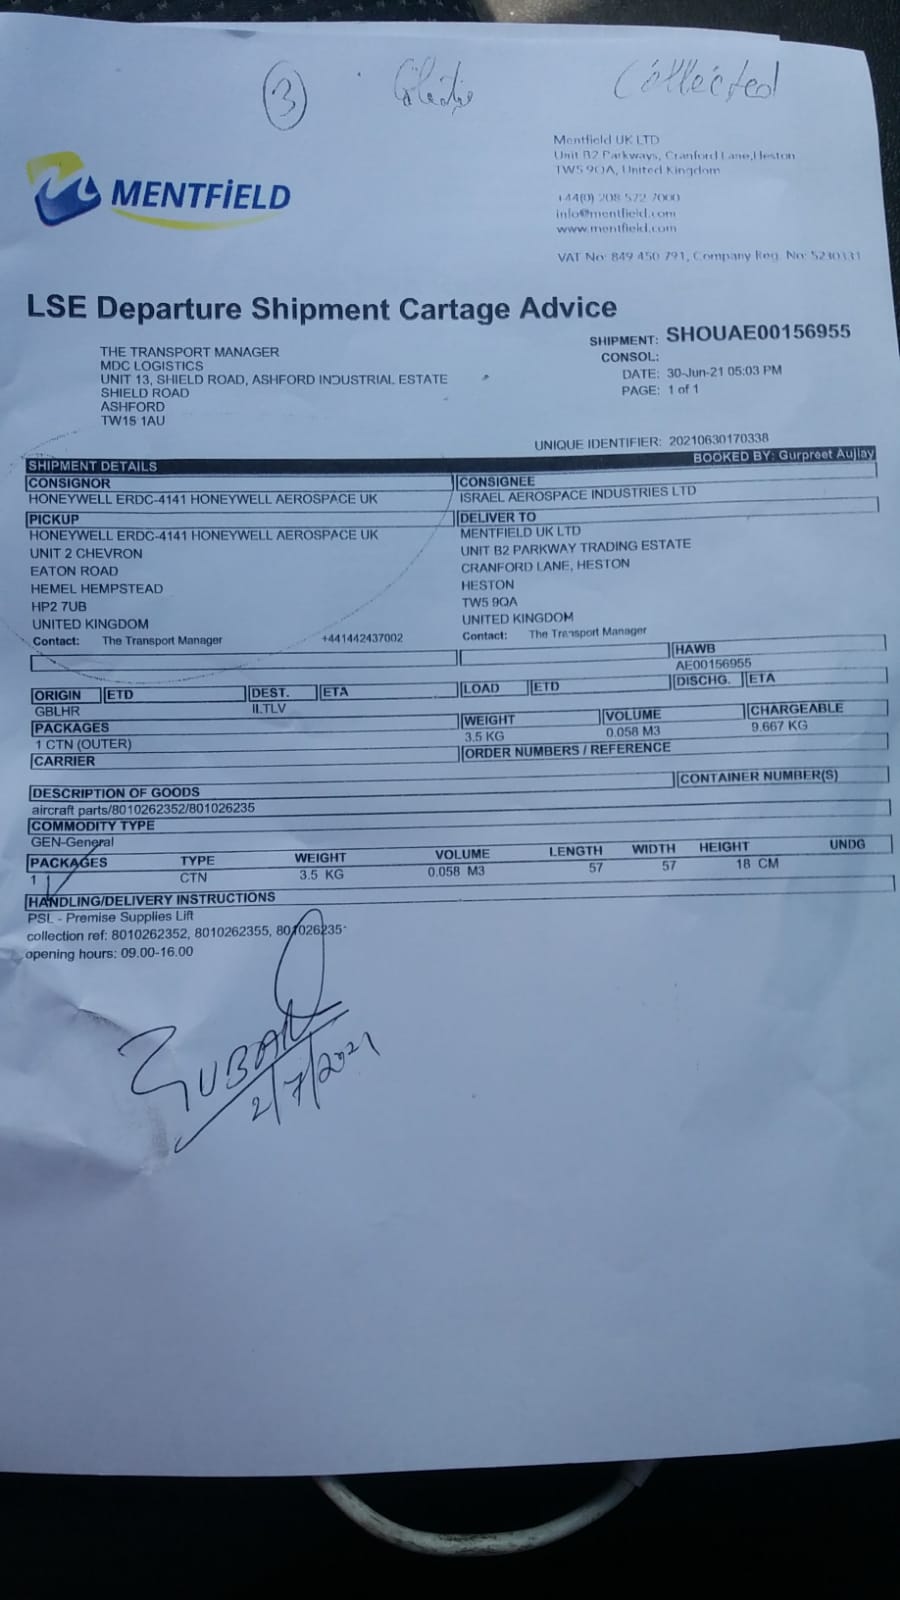 3 Collected
MENTFiELD
Mentfield UK LTD
Unit B2 Parkways, Cranford Lane,Heston
TW5 9QA, United Kingdom
+44(0) 208 572 7000
info@mentfield.com
www.mentfield.com
VAT No: 849 450 791, Company Reg. No: 5230331
LSE Departure Shipment Cartage Advice
THE TRANSPORT MANAGER
MDC LOGISTICS
UNIT 13, SHIELD ROAD, ASHFORD INDUSTRIAL ESTATE
SHIELD ROAD
ASHFORD
TW15 1AU
SHIPMENT: SHOUAE00156955
CONSOL:
DATE: 30-Jun-21 05:03 PM
PAGE: 1 of 1
UNIQUE IDENTIFIER: 20210630170338
SHIPMENT DETAILS BOOKED BY: Gurpreet Aujlay
CONSIGNOR CONSIGNEE
HONEYWELL ERDC-4141 HONEYWELL AEROSPACE UK ISRAEL AEROSPACE INDUSTRIES LTD
PICKUP DELIVER TO
HONEYWELL ERDC-4141 HONEYWELL AEROSPACE UK MENTFIELD UK LTD
UNIT 2 CHEVRON UNIT B2 PARKWAY TRADING ESTATE
EATON ROAD CRANFORD LANE, HESTON
HEMEL HEMPSTEAD HESTON
HP2 7UB TW5 9QA
UNITED KINGDOM UNITED KINGDOM
Contact: The Transport Manager +441442437002 Contact: The Transport Manager
HAWB
AE00156955
ORIGIN ETD DEST. ETA LOAD ETD DISCHG. ETA
GBLHR ILTLV
PACKAGES WEIGHT VOLUME CHARGEABLE
1 CTN (OUTER) 3.5 KG 0.058 M3 9.667 KG
CARRIER ORDER NUMBERS / REFERENCE
DESCRIPTION OF GOODS CONTAINER NUMBER(S)
aircraft parts/8010262352/801026235
COMMODITY TYPE
GEN-General
PACKAGES TYPE WEIGHT VOLUME LENGTH WIDTH HEIGHT UNDG
1 CTN 3.5 KG 0.058 M3 57 57 18 CM
HANDLING/DELIVERY INSTRUCTIONS
PSL - Premise Supplies Lift
collection ref: 8010262352, 8010262355, 801026235
opening hours: 09.00-16.00
2/7/2021